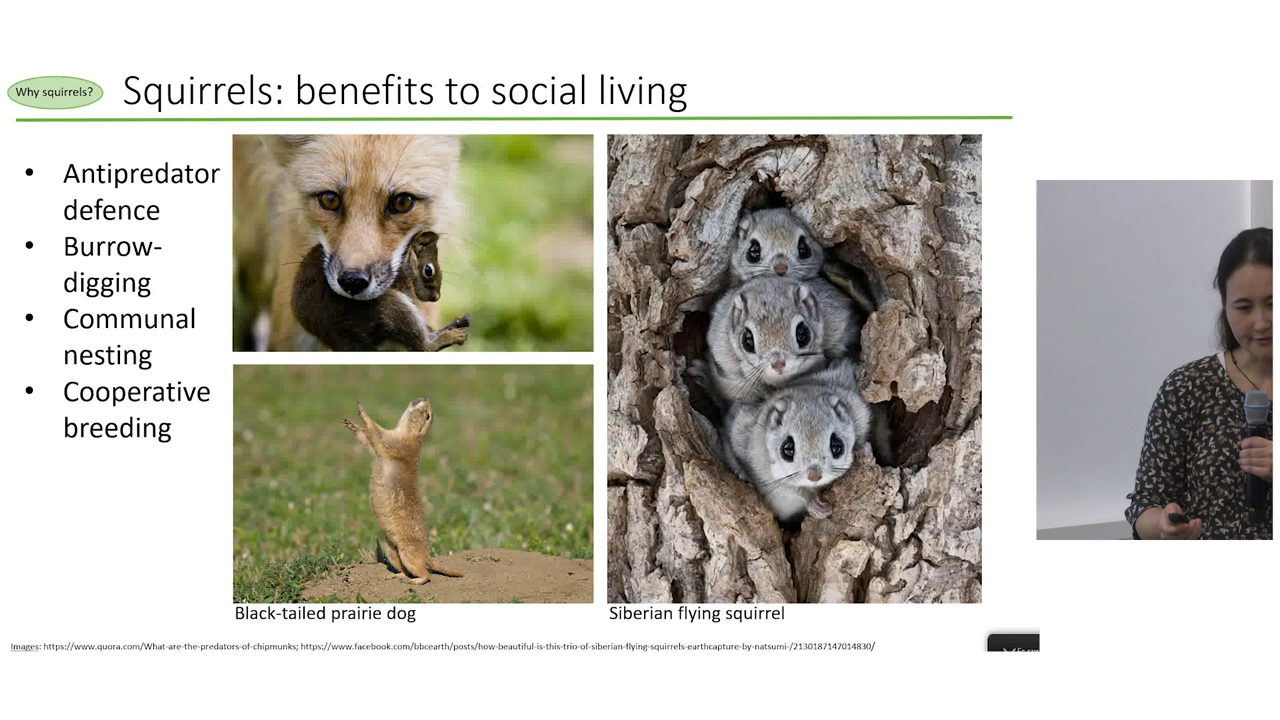 Why squirrels?
Squirrels: benefits to social living
• Antipredator
defence
• Burrow-
digging
• Communal
nesting
• Cooperative
breeding
Black-tailed prairie dog
Siberian flying squirrel
Images: https://www.quora.com/What-are-the-predators-of-chipmunks; https://www.facebook.com/bbcearth/posts/how-beautiful-is-this-trio-of-siberian-flying-squirrels-earthcapture-by-natsumi-/2130187147014830/